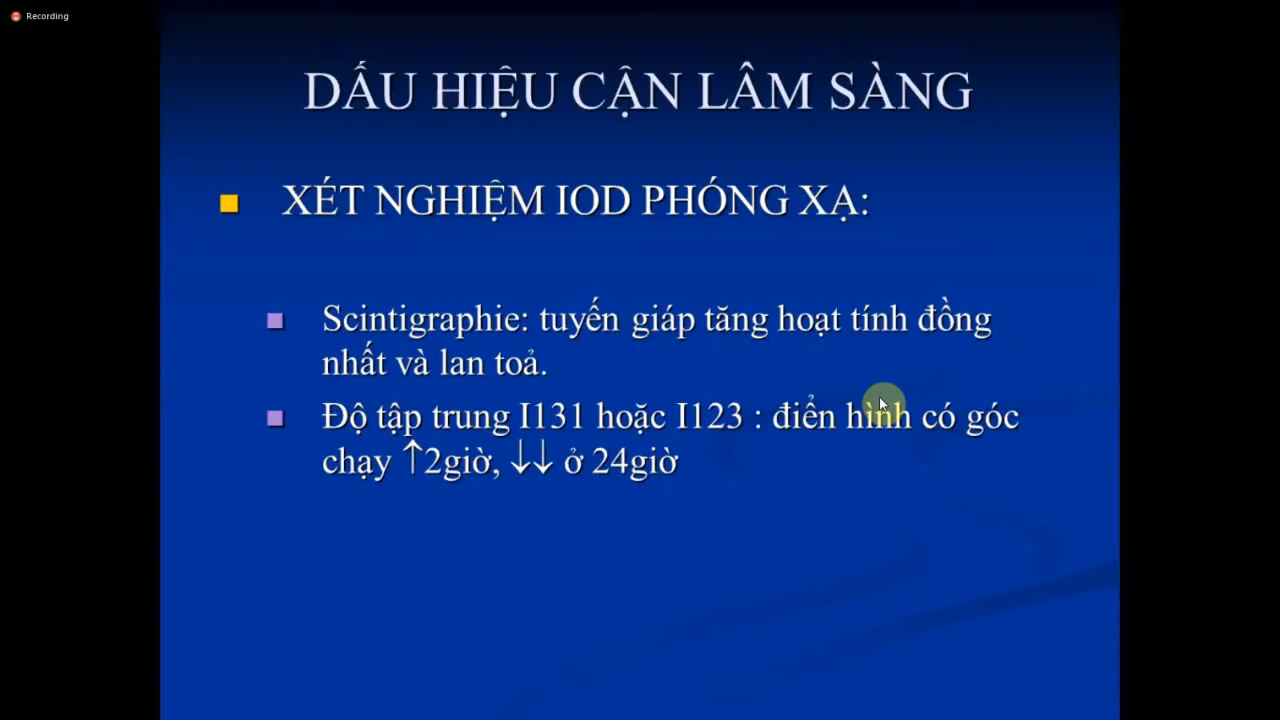 Recording
DẤU HIỆU CẬN LÂM SÀNG
XÉT NGHIỆM IOD PHÓNG XẠ:
Scintigraphie: tuyến giáp tăng hoạt tính đồng
nhất và lan toả.
Độ tập trung I131 hoặc I123 : điển hình có góc
chạy ↑2giờ, ↓↓ ở 24giờ